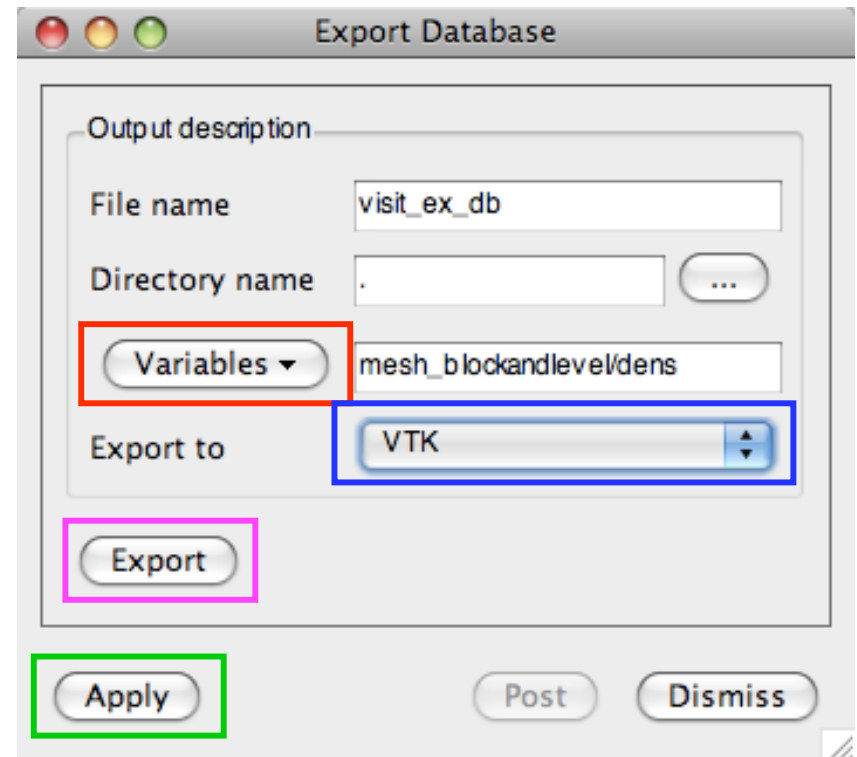 Export Database
Output description
File name visit_ex_db
Directory name . ...
Variables mesh_blockandlevel/dens
Export to VTK
Export
Apply Post Dismiss